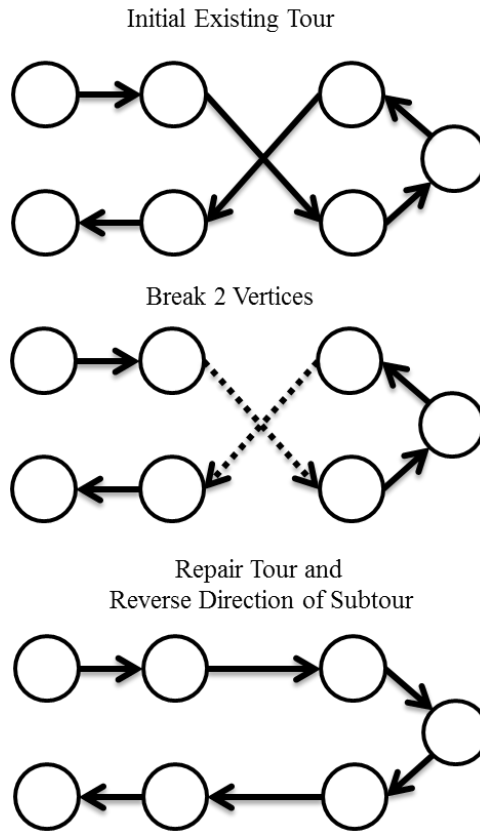 Initial Existing Tour
Break 2 Vertices
Repair Tour and
Reverse Direction of Subtour